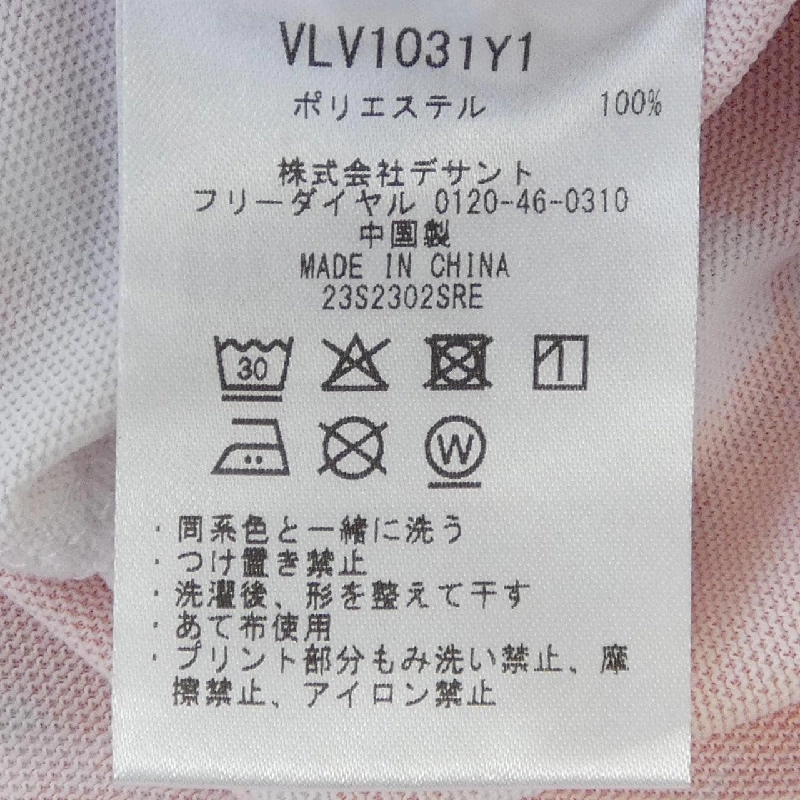 VLV1031Y1
ポリエステル 100%
株式会社デサント
フリーダイヤル 0120-46-0310
中国製
MADE IN CHINA
23S2302SRE
30
W
・同系色と一緒に洗う
・つけ置き禁止
・洗濯後、形を整えて干す
・あて布使用
・プリント部分もみ洗い禁止、摩
擦禁止、アイロン禁止